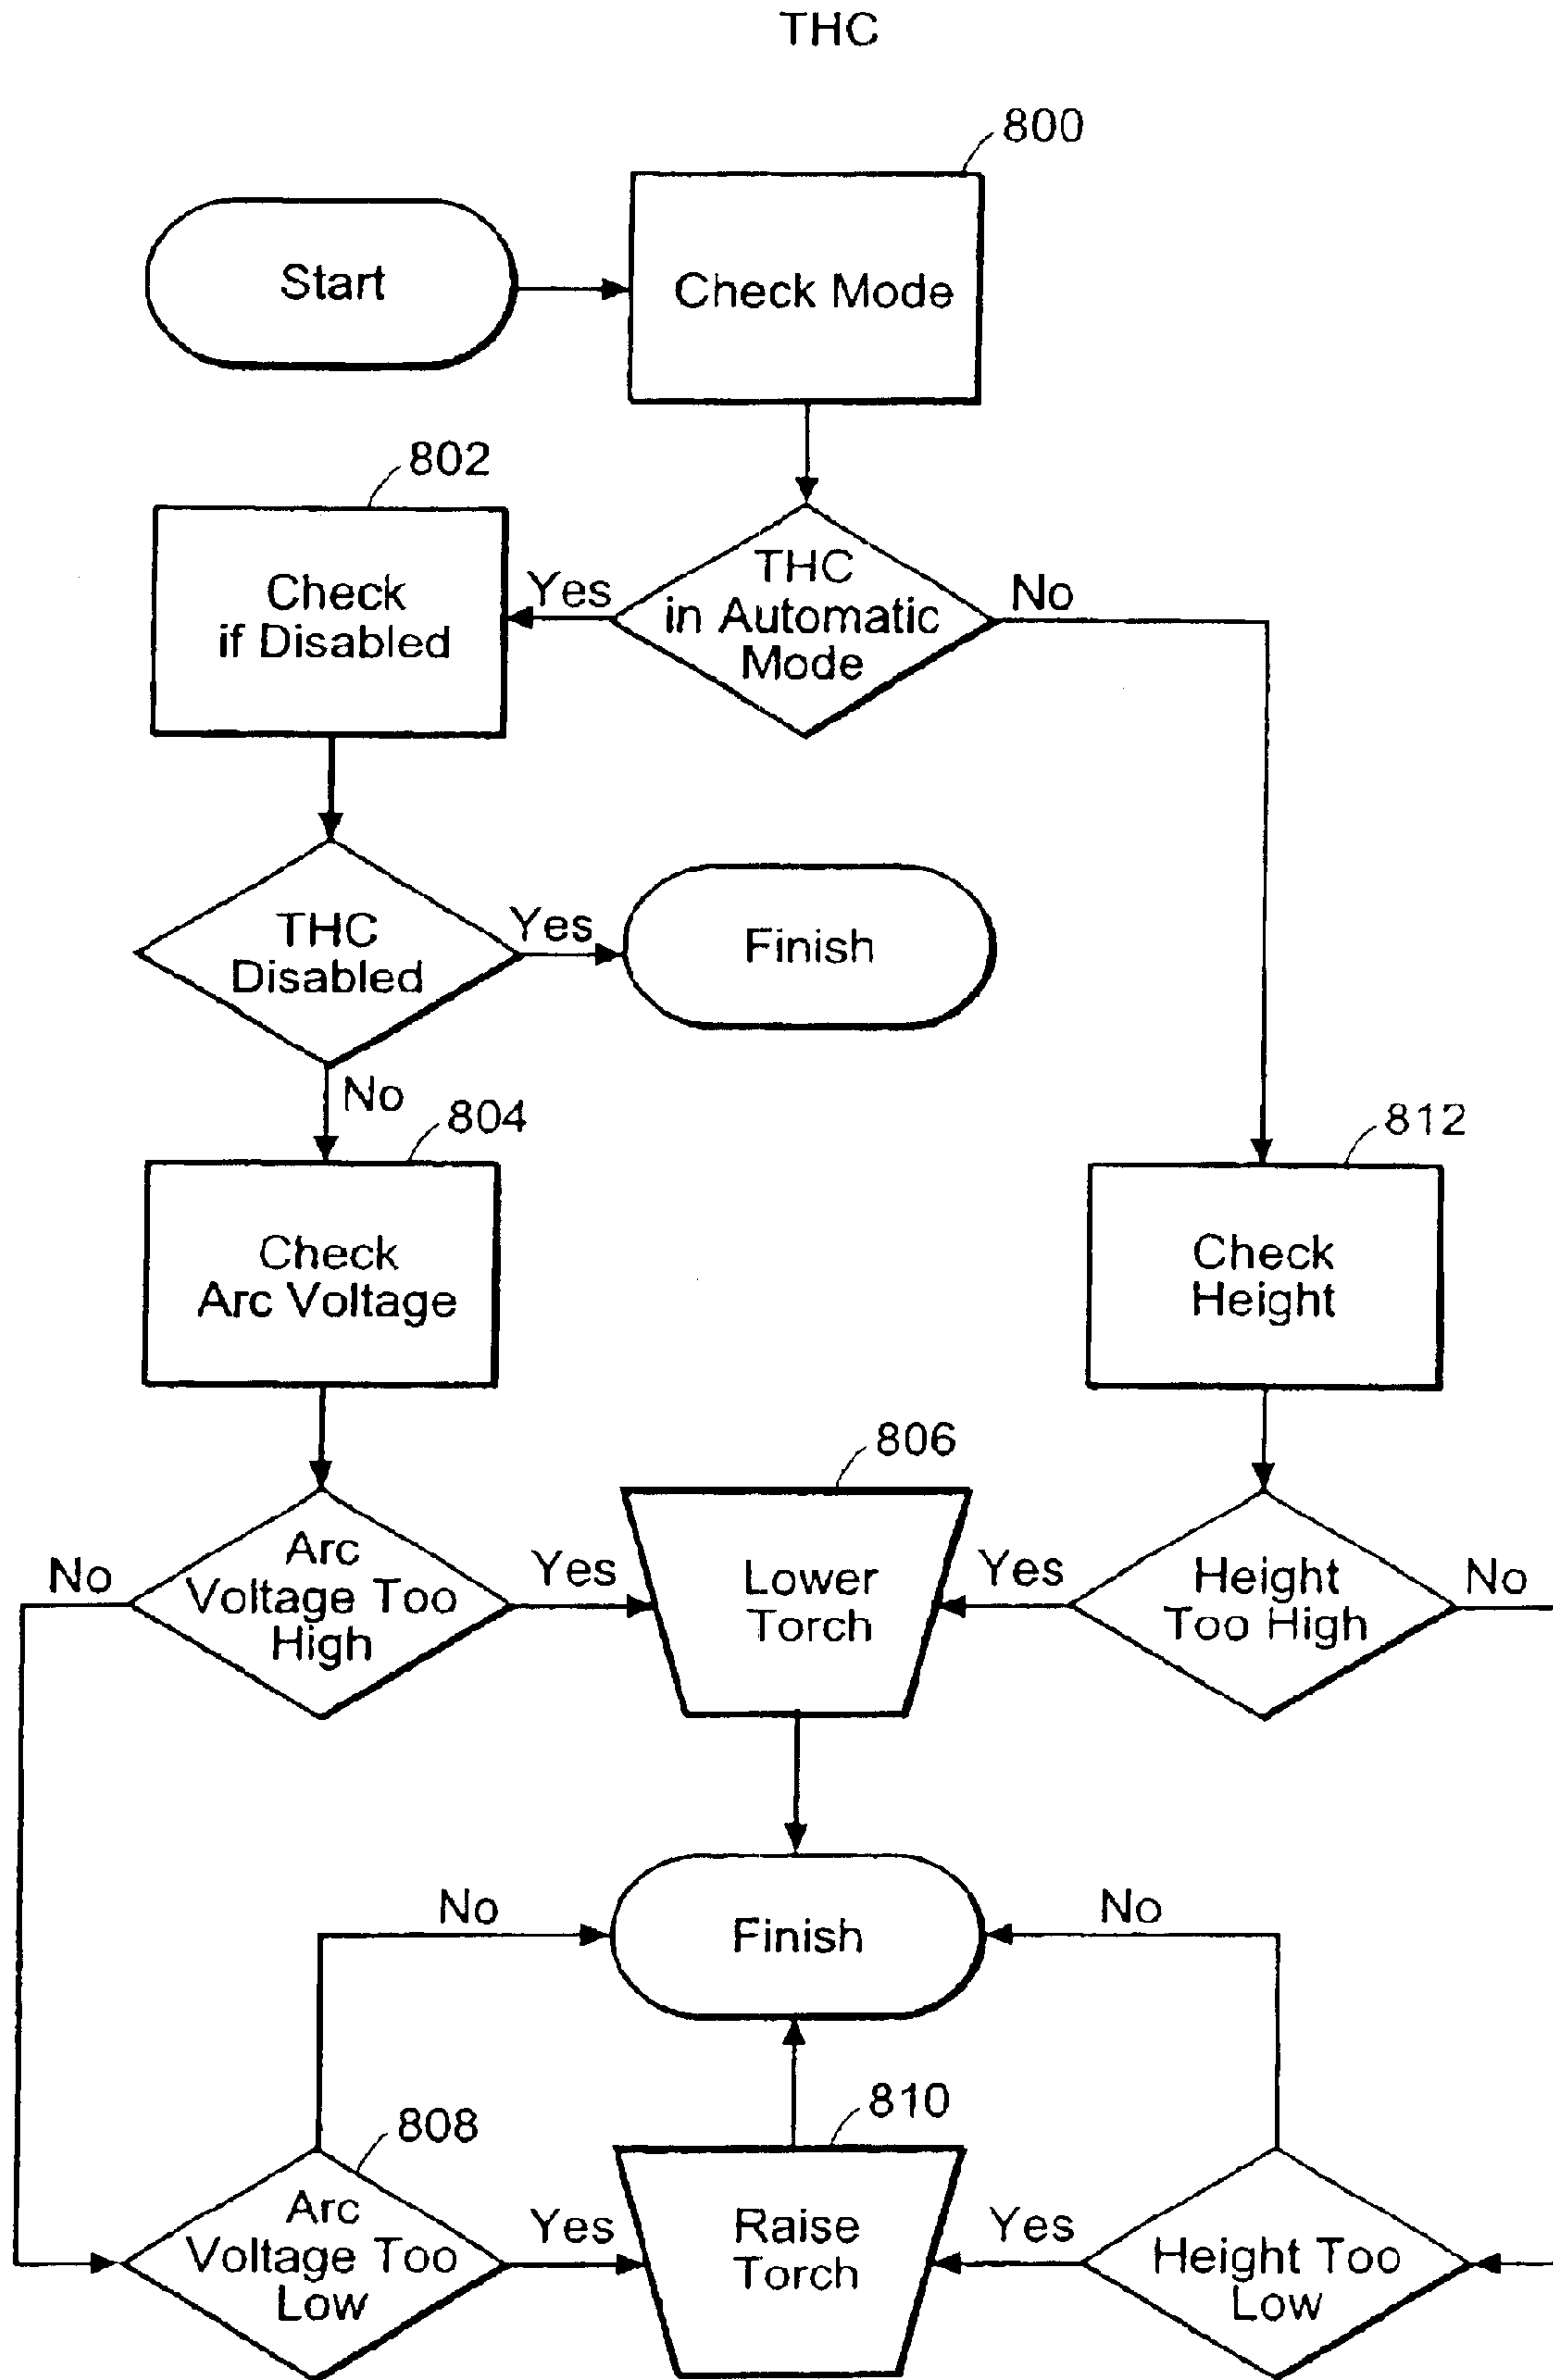 THC
800
Start
Check Mode
802
Check
if Disabled
Yes
THC
in Automatic
Mode
No
THC
Disabled
Yes
Finish
No
804
812
Check
Arc Voltage
Check
Height
806
No
Arc
Voltage Too
High
Yes
Lower
Torch
Yes
Height
Too High
No
No
Finish
No
808
810
Arc
Voltage Too
Low
Yes
Raise
Torch
Yes
Height Too
Low